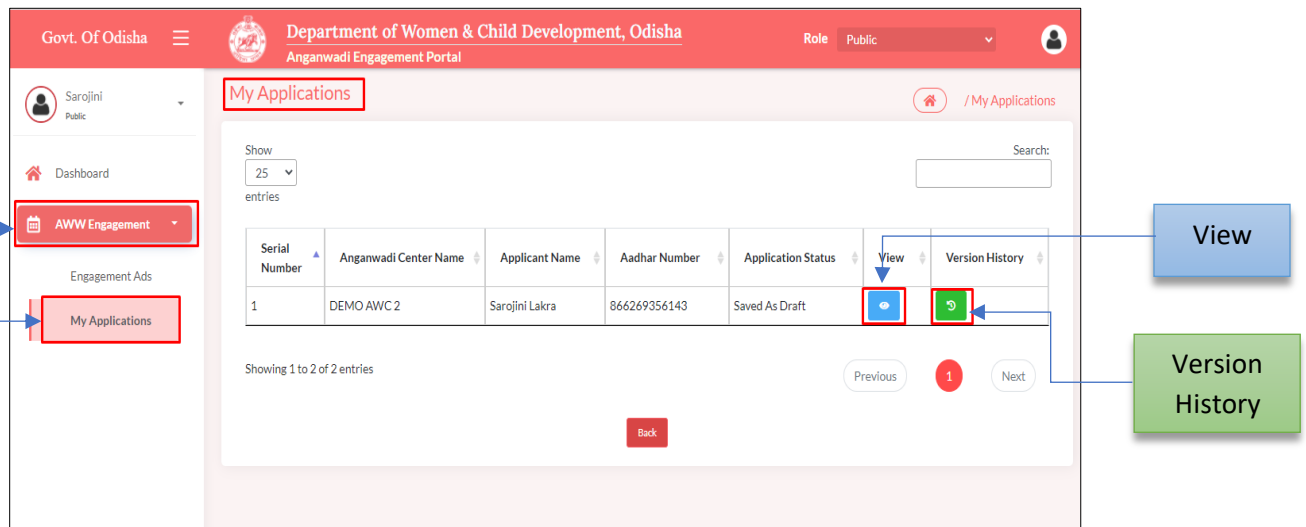 Govt. Of Odisha
Department of Women & Child Development, Odisha
Anganwadi Engagement Portal
Role Public
Sarojini
Public
Dashboard
AWW Engagement
Engagement Ads
My Applications
My Applications
/ My Applications
Show
25
entries
Search:
Serial Number Anganwadi Center Name Applicant Name Aadhar Number Application Status View Version History
1 DEMO AWC 2 Sarojini Lakra 866269356143 Saved As Draft
Showing 1 to 2 of 2 entries
Previous 1 Next
Back
View
Version
History